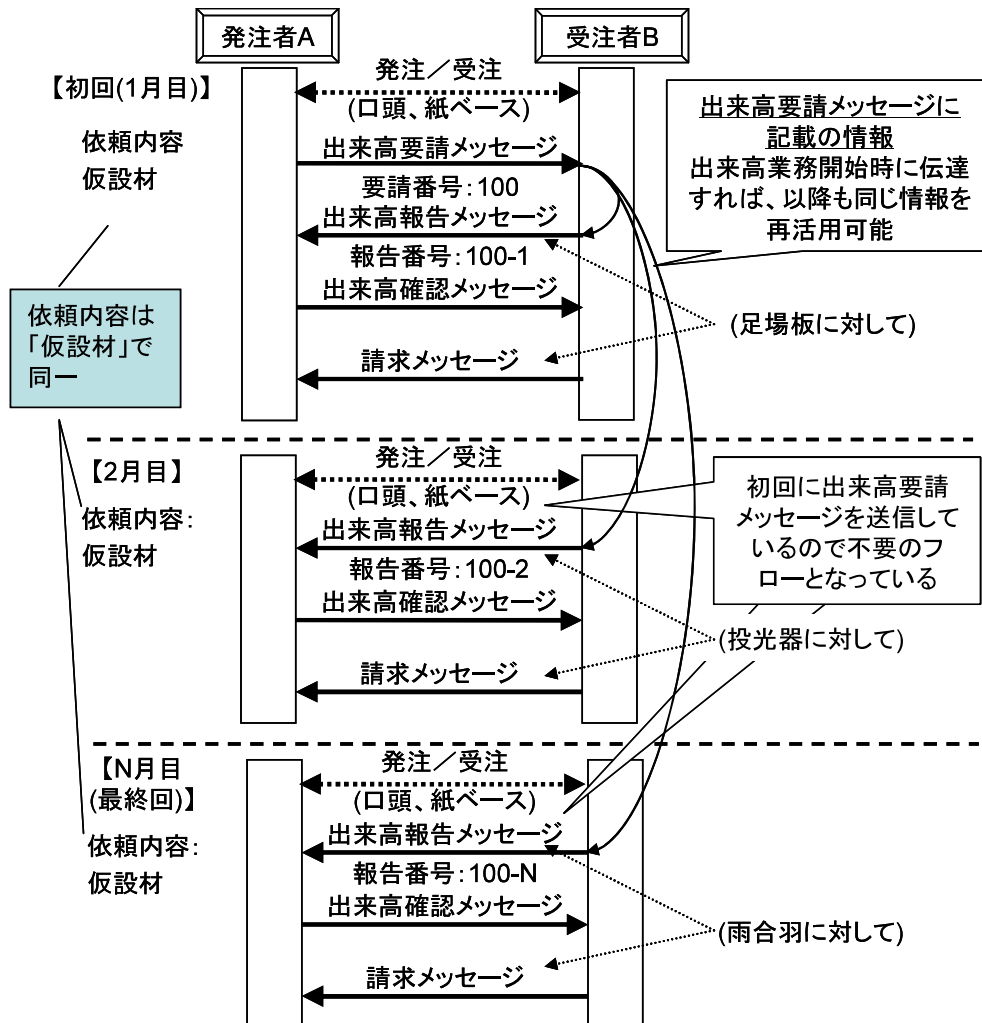 発注者A
受注者B
【初回(1月目)】
依頼内容
仮設材
発注／受注
(口頭、紙ベース)
出来高要請メッセージ
要請番号：100
出来高報告メッセージ
報告番号：100-1
出来高確認メッセージ
請求メッセージ
出来高要請メッセージに
記載の情報
出来高業務開始時に伝達
すれば、以降も同じ情報を
再活用可能
(足場板に対して)
依頼内容は
「仮設材」で
同一
【2月目】
依頼内容：
仮設材
発注／受注
(口頭、紙ベース)
出来高報告メッセージ
報告番号：100-2
出来高確認メッセージ
請求メッセージ
初回に出来高要請
メッセージを送信して
いるので不要のフ
ローとなっている
(投光器に対して)
【N月目
(最終回)】
依頼内容：
仮設材
発注／受注
(口頭、紙ベース)
出来高報告メッセージ
報告番号：100-N
出来高確認メッセージ
請求メッセージ
(雨合羽に対して)